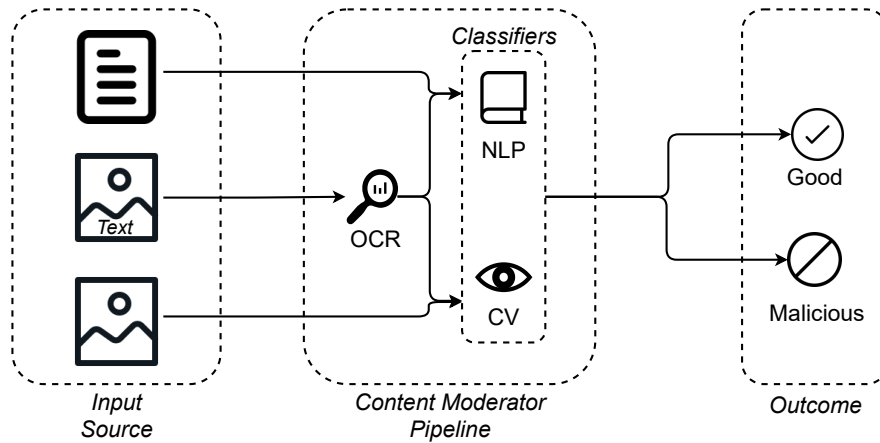 Classifiers
NLP
Text
OCR
CV
Good
Malicious
Input
Source
Content Moderator
Pipeline
Outcome